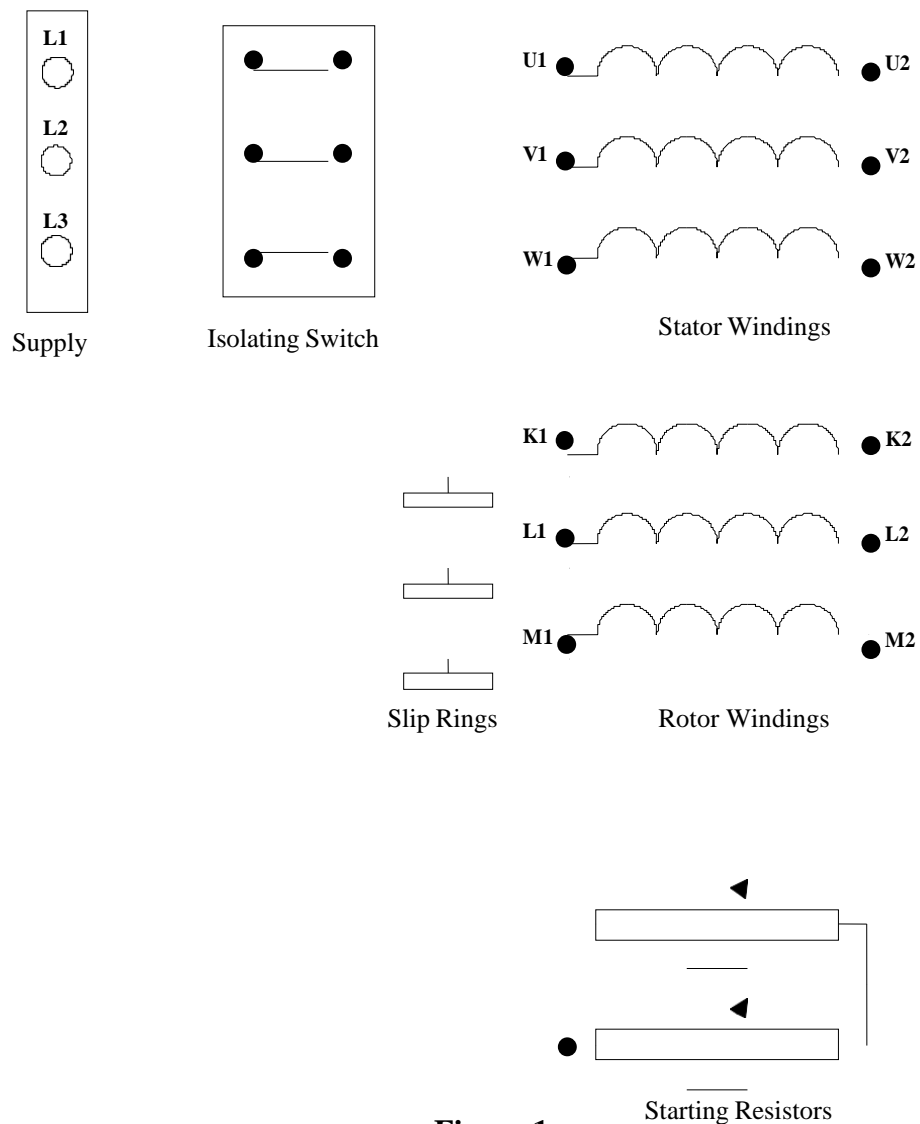 L1
U1
U2
L2
V1
V2
L3
W1
W2
Supply
Isolating Switch
Stator Windings
K1
K2
L1
L2
M1
M2
Slip Rings
Rotor Windings
Starting Resistors